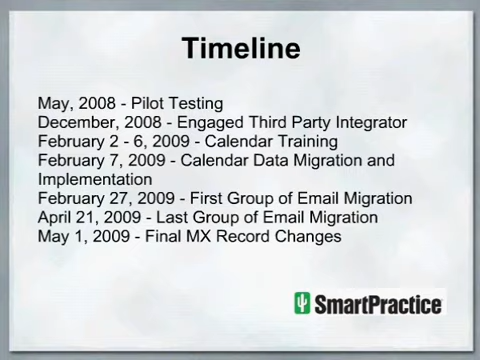 Timeline
May, 2008 - Pilot Testing
December, 2008 - Engaged Third Party Integrator
February 2 - 6, 2009 - Calendar Training
February 7, 2009 - Calendar Data Migration and
Implementation
February 27, 2009 - First Group of Email Migration
April 21, 2009 - Last Group of Email Migration
May 1, 2009 - Final MX Record Changes
SmartPractice